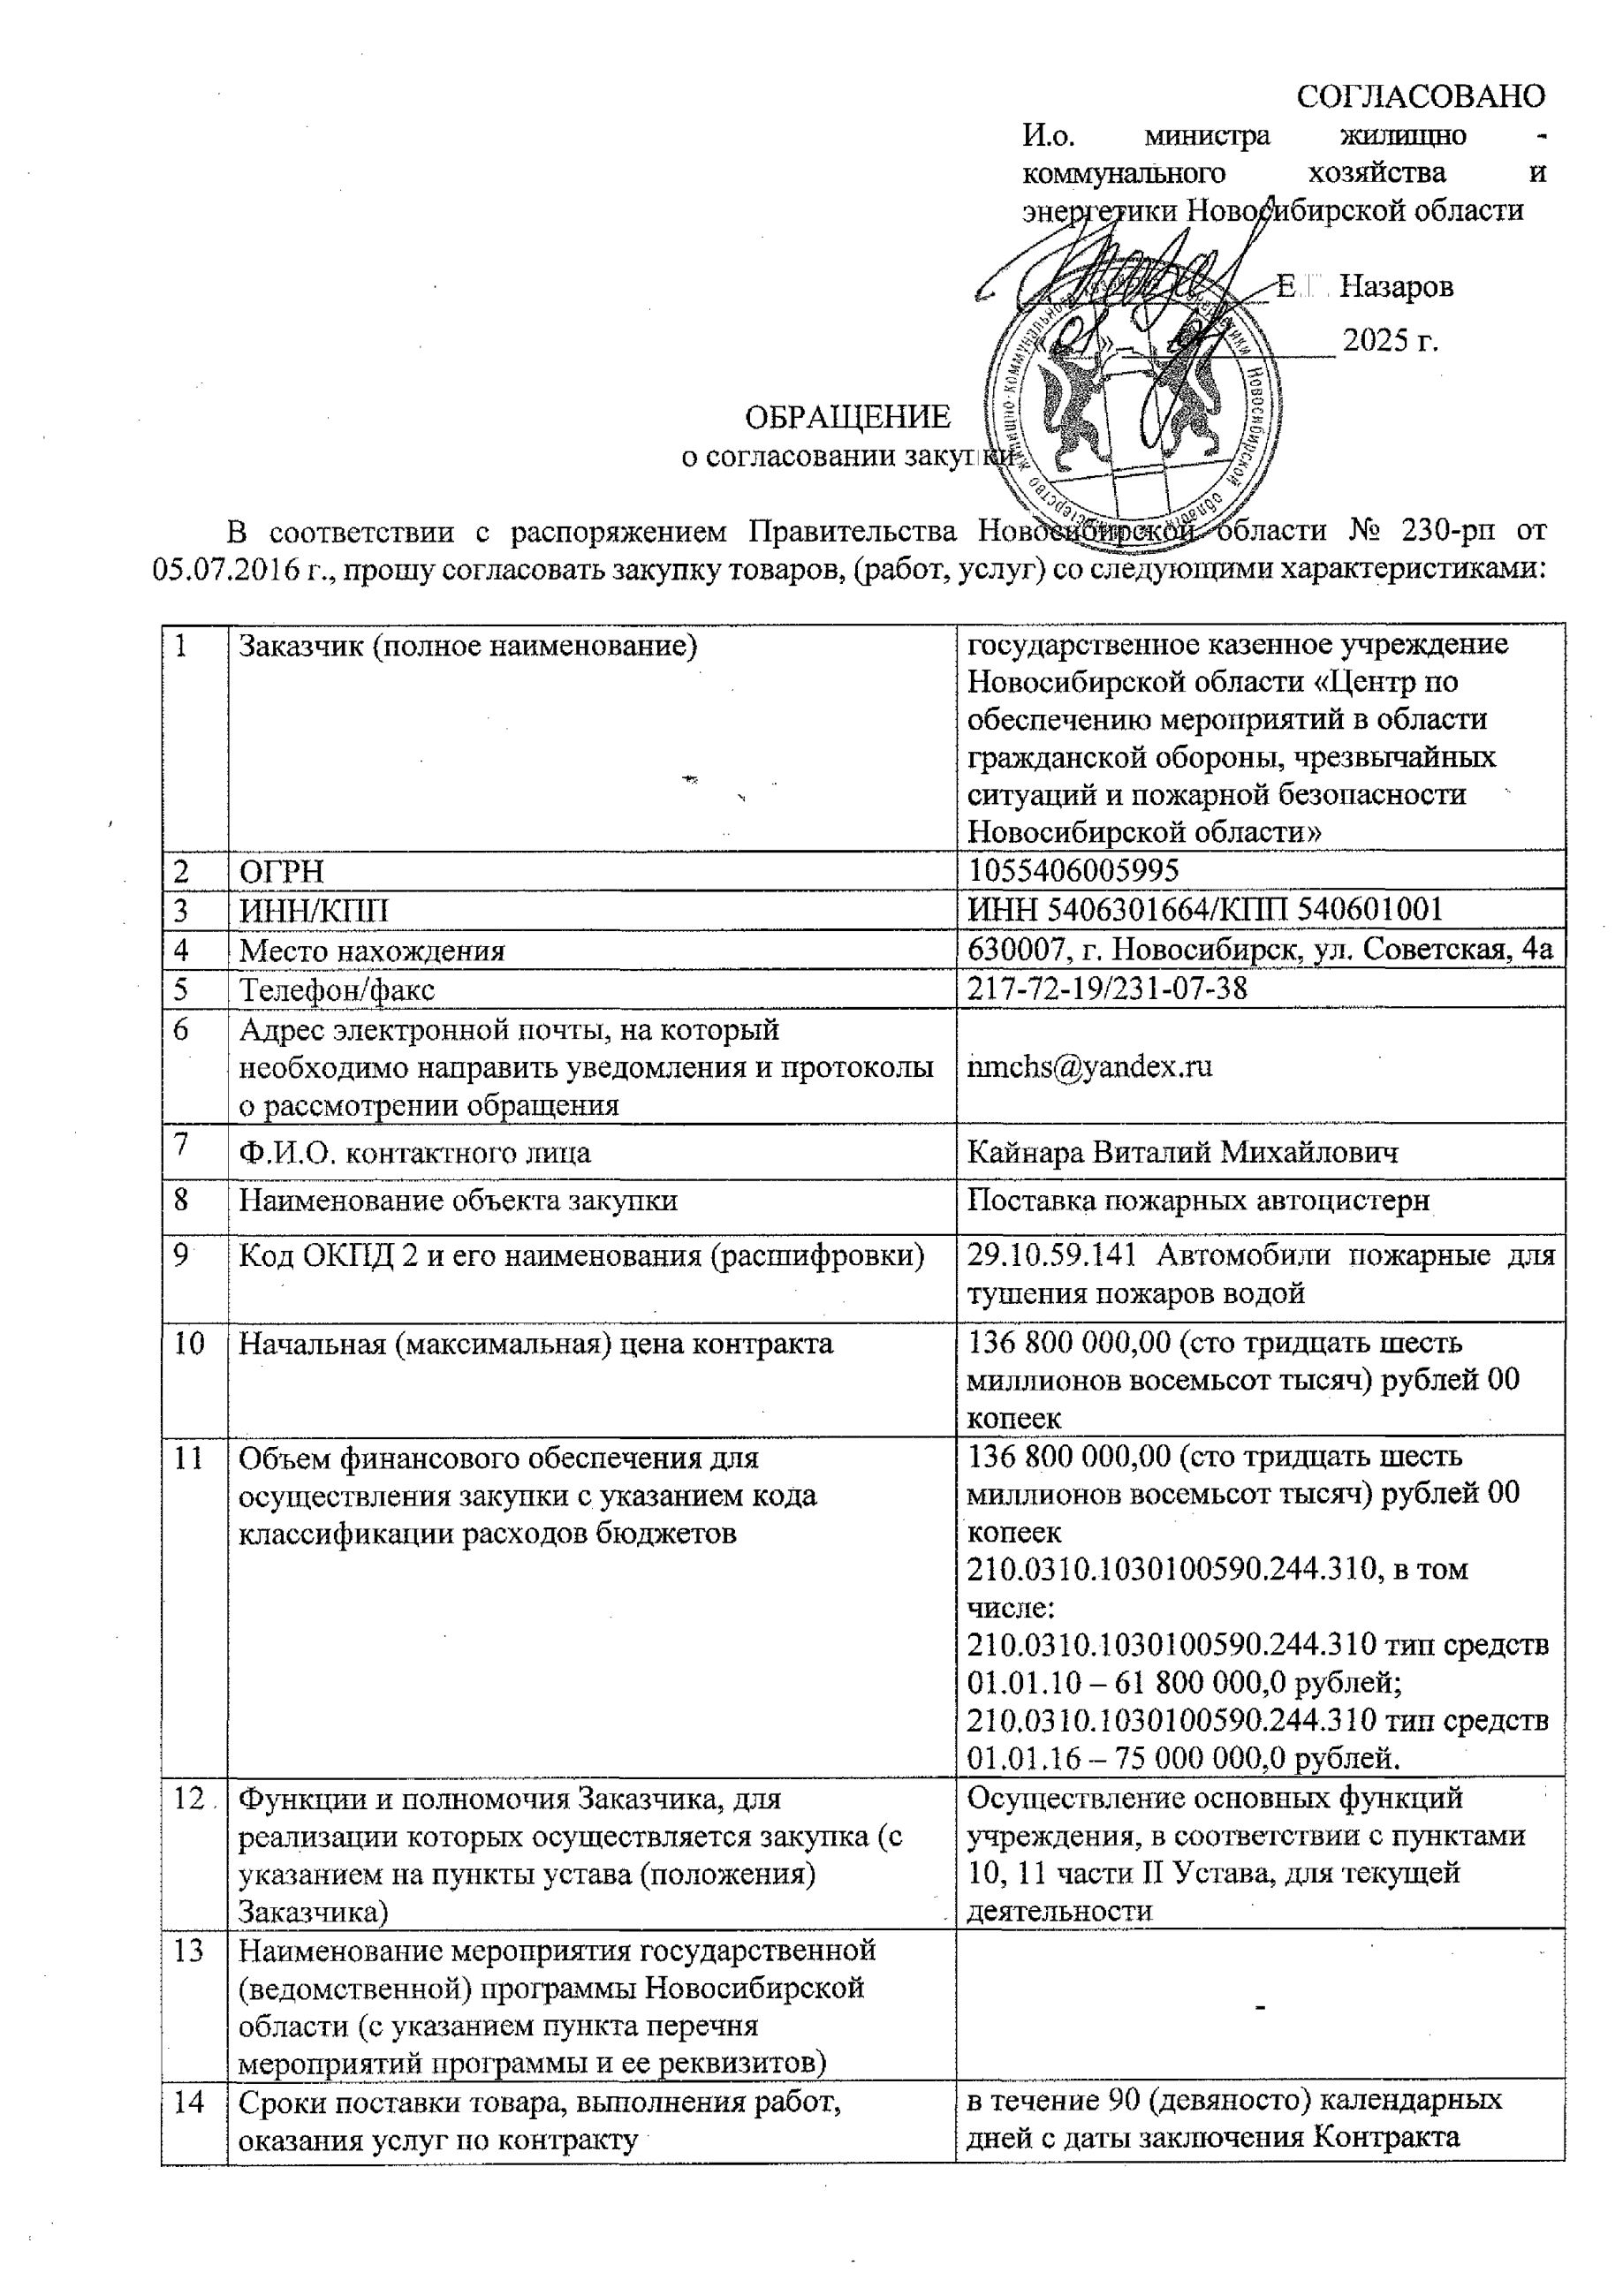 СОГЛАСОВАНО
И.о. министра жилищно -
коммунального хозяйства и
энергетики Новосибирской области
Е.Г. Назаров
« » 2025 г.
ОБРАЩЕНИЕ
о согласовании закупки
В соответствии с распоряжением Правительства Новосибирской области № 230-рп от
05.07.2016 г., прошу согласовать закупку товаров, (работ, услуг) со следующими характеристиками:
1 Заказчик (полное наименование) государственное казенное учреждение
Новосибирской области «Центр по
обеспечению мероприятий в области
гражданской обороны, чрезвычайных
ситуаций и пожарной безопасности
Новосибирской области»
2 ОГРН 1055406005995
3 ИНН/КПП ИНН 5406301664/КПП 540601001
4 Место нахождения 630007, г. Новосибирск, ул. Советская, 4а
5 Телефон/факс 217-72-19/231-07-38
6 Адрес электронной почты, на который
необходимо направить уведомления и протоколы nmchs@yandex.ru
о рассмотрении обращения
7 Ф.И.О. контактного лица Кайнара Виталий Михайлович
8 Наименование объекта закупки Поставка пожарных автоцистерн
9 Код ОКПД 2 и его наименования (расшифровки) 29.10.59.141 Автомобили пожарные для
тушения пожаров водой
10 Начальная (максимальная) цена контракта 136 800 000,00 (сто тридцать шесть
миллионов восемьсот тысяч) рублей 00
копеек
11 Объем финансового обеспечения для 136 800 000,00 (сто тридцать шесть
осуществления закупки с указанием кода миллионов восемьсот тысяч) рублей 00
классификации расходов бюджетов копеек
210.0310.1030100590.244.310, в том
числе:
210.0310.1030100590.244.310 тип средств
01.01.10 – 61 800 000,0 рублей;
210.0310.1030100590.244.310 тип средств
01.01.16 – 75 000 000,0 рублей.
12 Функции и полномочия Заказчика, для Осуществление основных функций
реализации которых осуществляется закупка (с учреждения, в соответствии с пунктами
указанием на пункты устава (положения) 10, 11 части II Устава, для текущей
Заказчика) деятельности
13 Наименование мероприятия государственной
(ведомственной) программы Новосибирской
области (с указанием пункта перечня -
мероприятий программы и ее реквизитов)
14 Сроки поставки товара, выполнения работ, в течение 90 (девяносто) календарных
оказания услуг по контракту дней с даты заключения Контракта